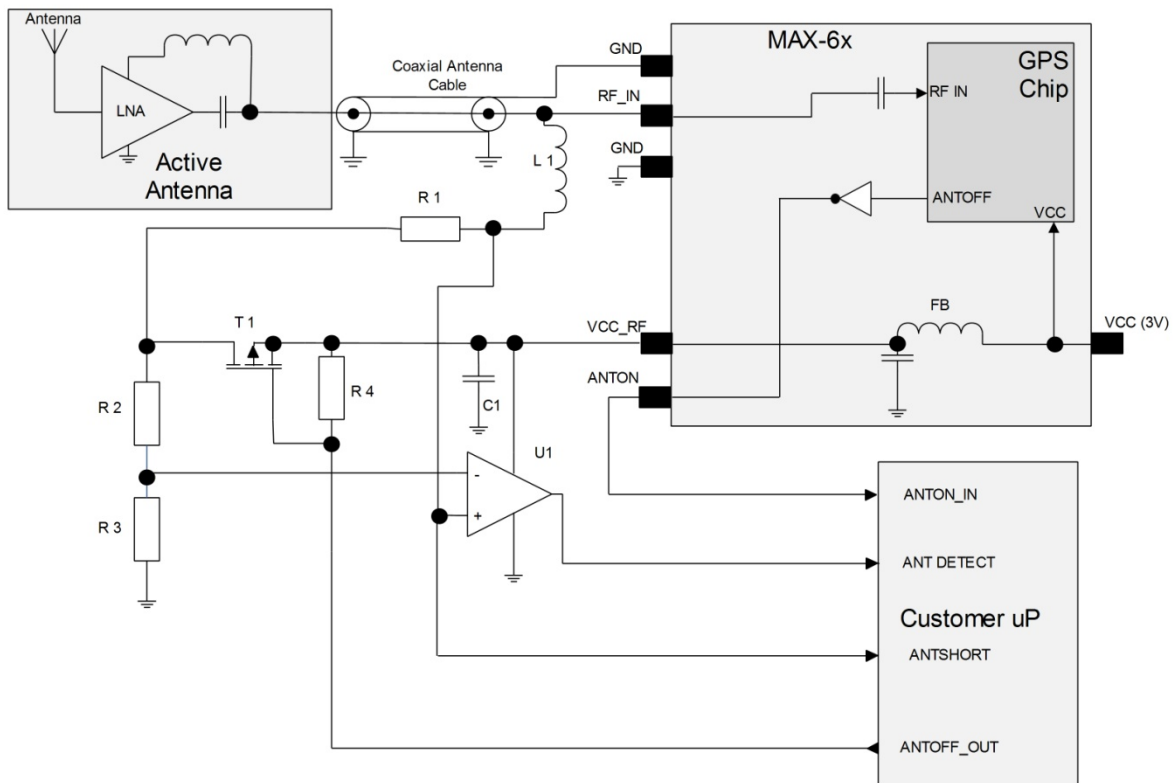 Antenna
LNA
Active
Antenna
Coaxial Antenna
Cable
GND
RF_IN
GND
MAX-6x
GPS
Chip
RF IN
ANTOFF
VCC
L 1
R 1
T 1
VCC_RF
FB
VCC (3V)
ANTON
R 2
R 4
C1
U1
-
+
R 3
ANTON_IN
ANT DETECT
Customer uP
ANTSHORT
ANTOFF_OUT